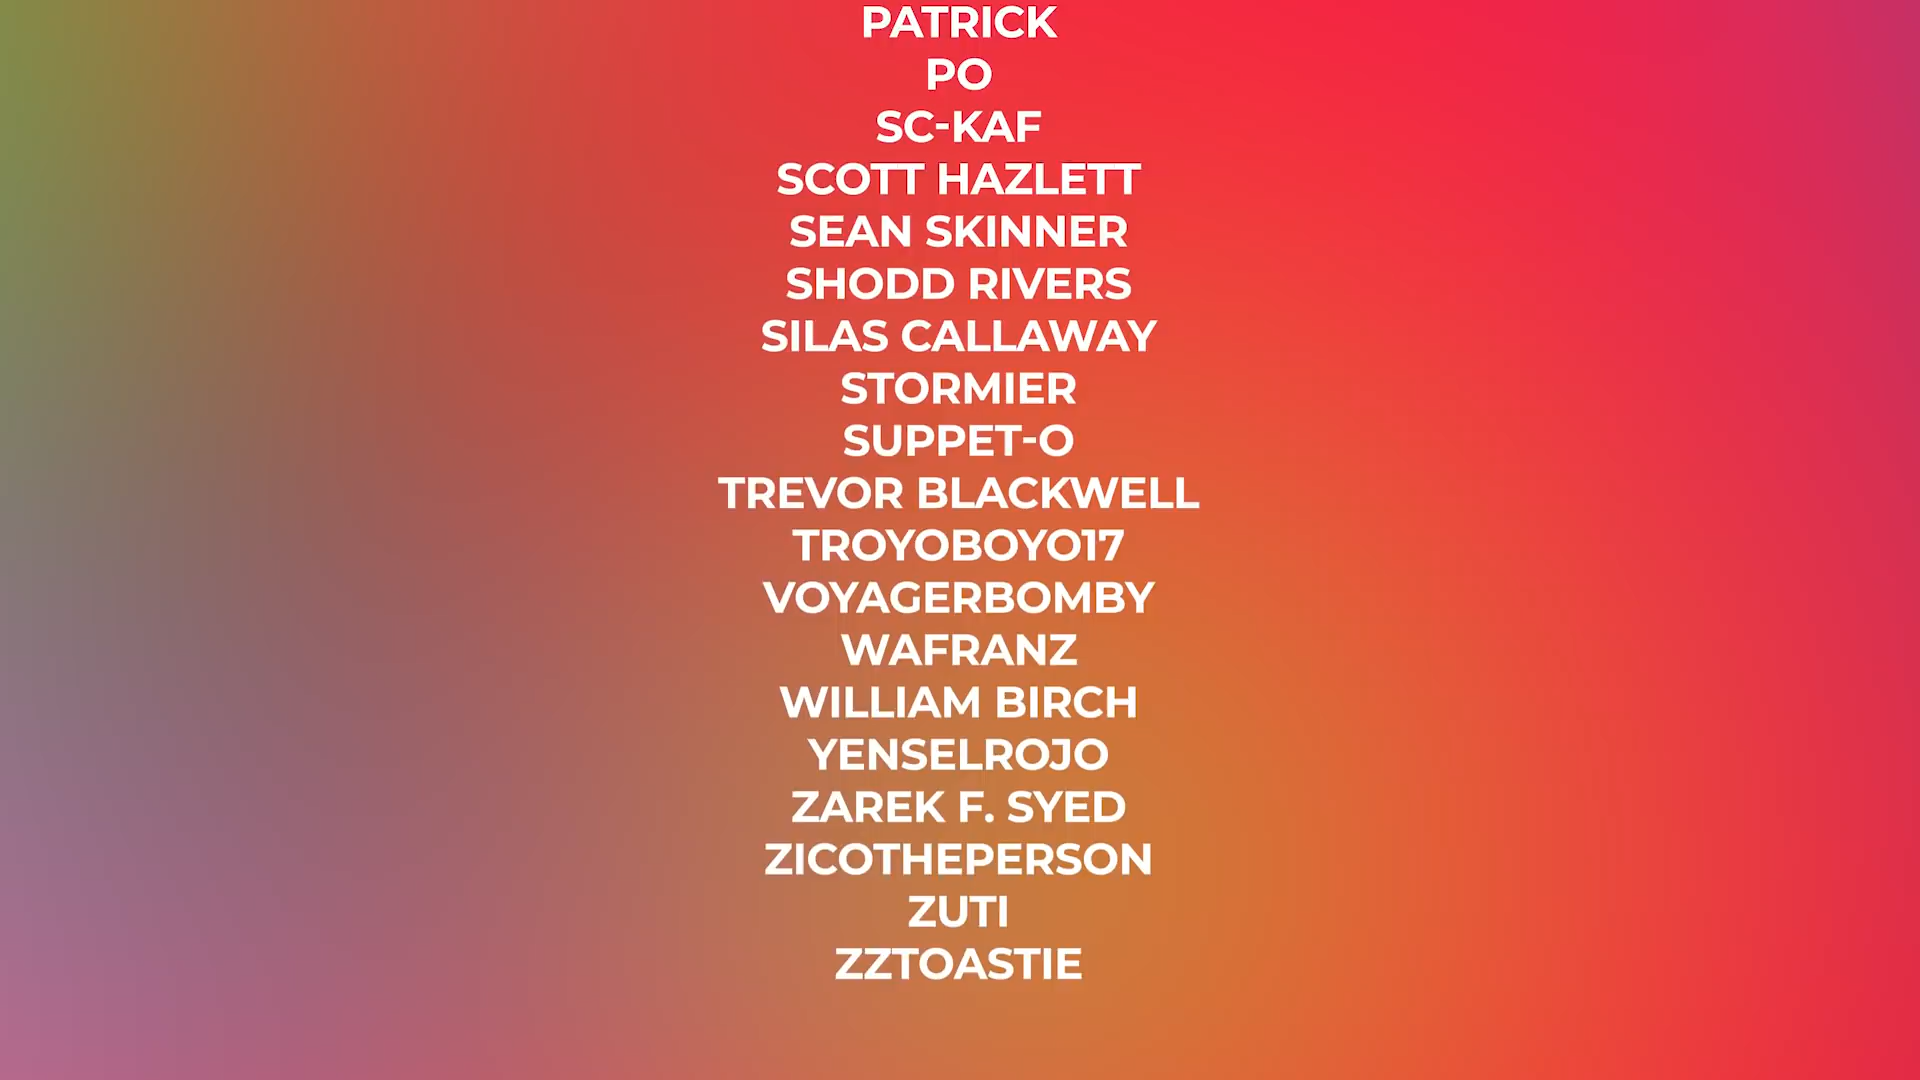 PATRICK
PO
SC-KAF
SCOTT HAZLETT
SEAN SKINNER
SHODD RIVERS
SILAS CALLAWAY
STORMIER
SUPPET-O
TREVOR BLACKWELL
TROYOBOYO17
VOYAGERBOMBY
WAFRANZ
WILLIAM BIRCH
YENSELROJO
ZAREK F. SYED
ZICOTHEPERSON
ZUTI
ZZTOASTIE